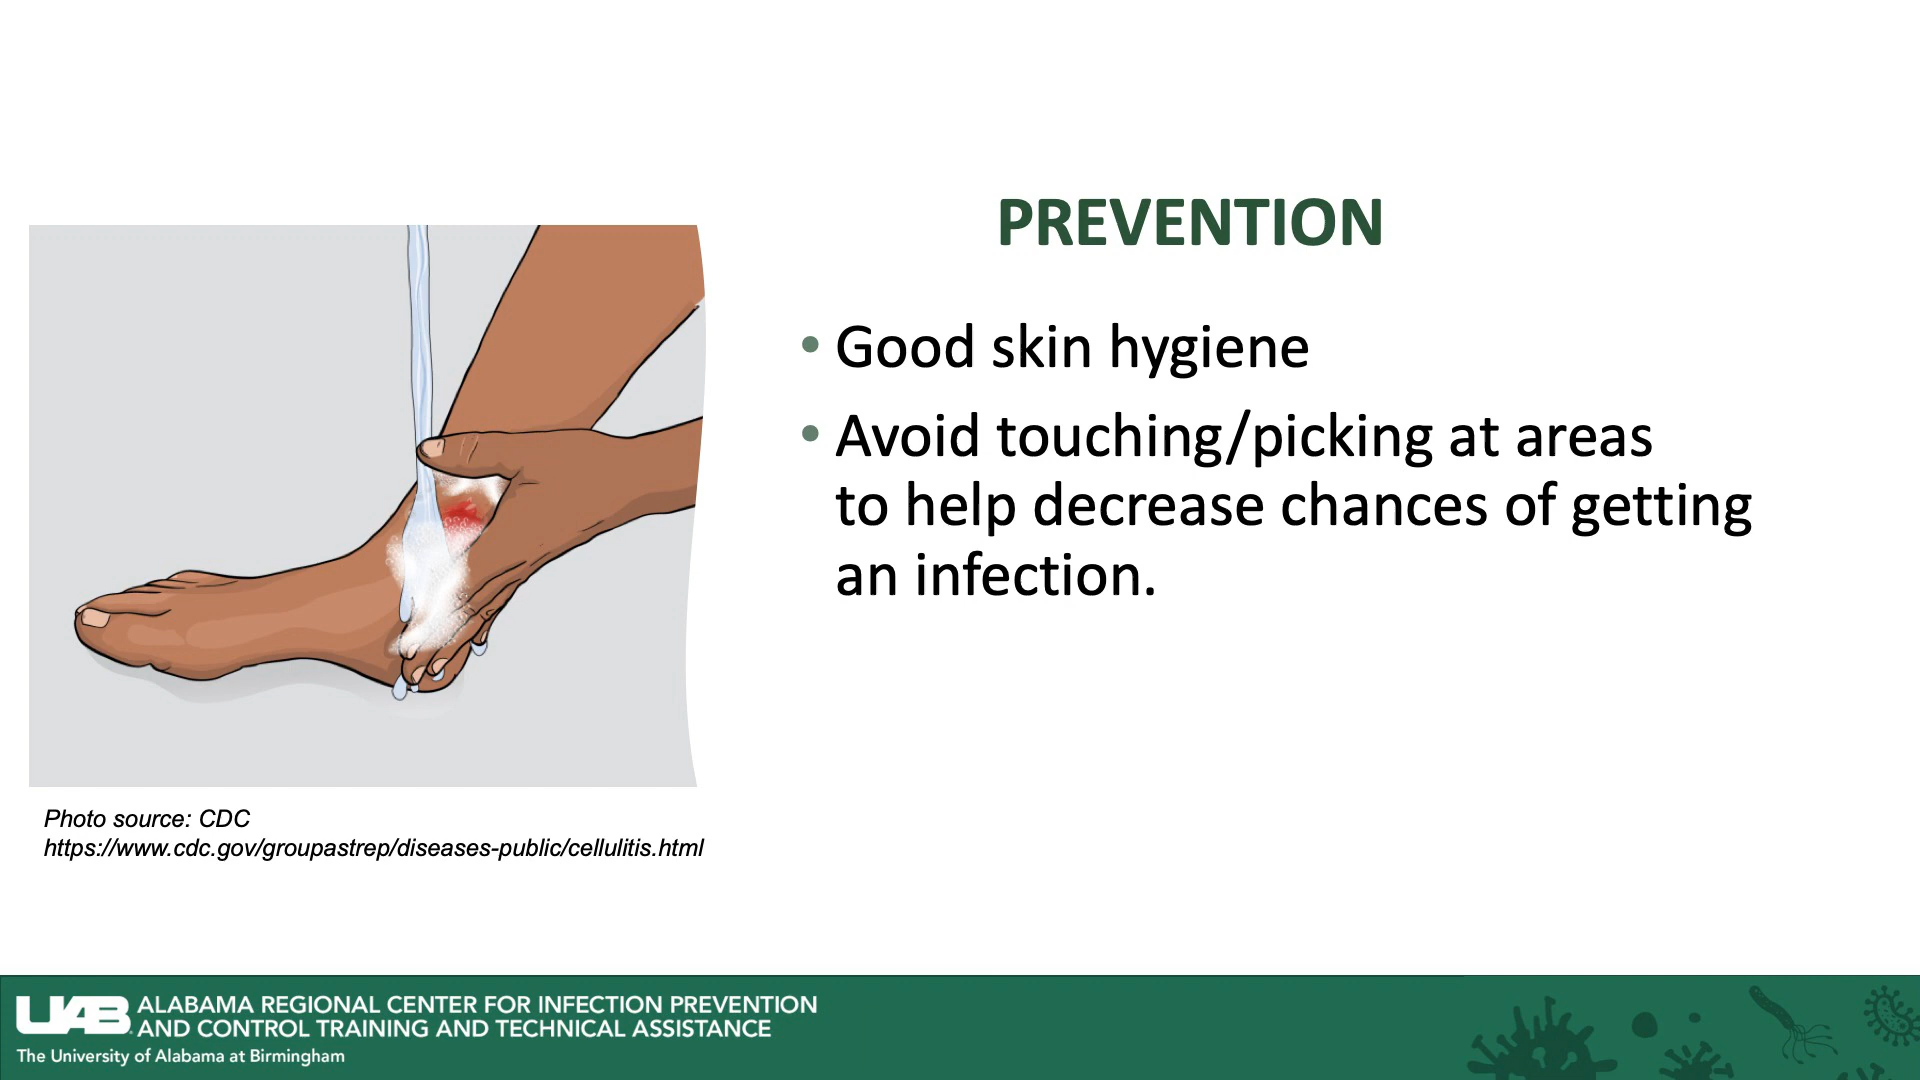 PREVENTION
• Good skin hygiene
• Avoid touching/picking at areas
to help decrease chances of getting
an infection.
Photo source: CDC
https://www.cdc.gov/groupastrep/diseases-public/cellulitis.html
UAB ALABAMA REGIONAL CENTER FOR INFECTION PREVENTION
AND CONTROL TRAINING AND TECHNICAL ASSISTANCE
The University of Alabama at Birmingham